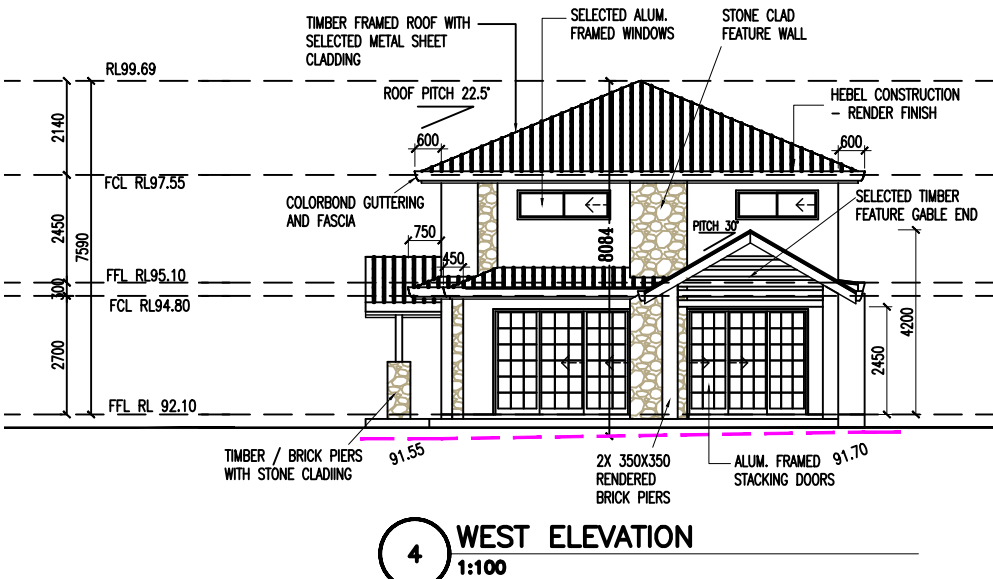 TIMBER FRAMED ROOF WITH
SELECTED METAL SHEET
CLADDING
SELECTED ALUM.
FRAMED WINDOWS
STONE CLAD
FEATURE WALL
RL99.69
ROOF PITCH 22.5°
HEBEL CONSTRUCTION
- RENDER FINISH
2140
600
600
FCL RL97.55
COLORBOND GUTTERING
AND FASCIA
SELECTED TIMBER
FEATURE GABLE END
2450
7590
750
450
8084
PITCH 30°
FFL RL95.10
300
FCL RL94.80
2700
2450
4200
FFL RL 92.10
TIMBER / BRICK PIERS
WITH STONE CLADIING
91.55
2X 350X350
RENDERED
BRICK PIERS
ALUM. FRAMED
STACKING DOORS
91.70
4
WEST ELEVATION
1:100